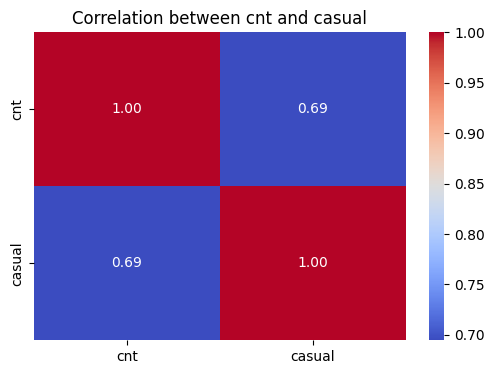 Correlation between cnt and casual
cnt
1.00
0.69
casual
0.69
1.00
cnt
casual
1.00
0.95
0.90
0.85
0.80
0.75
0.70